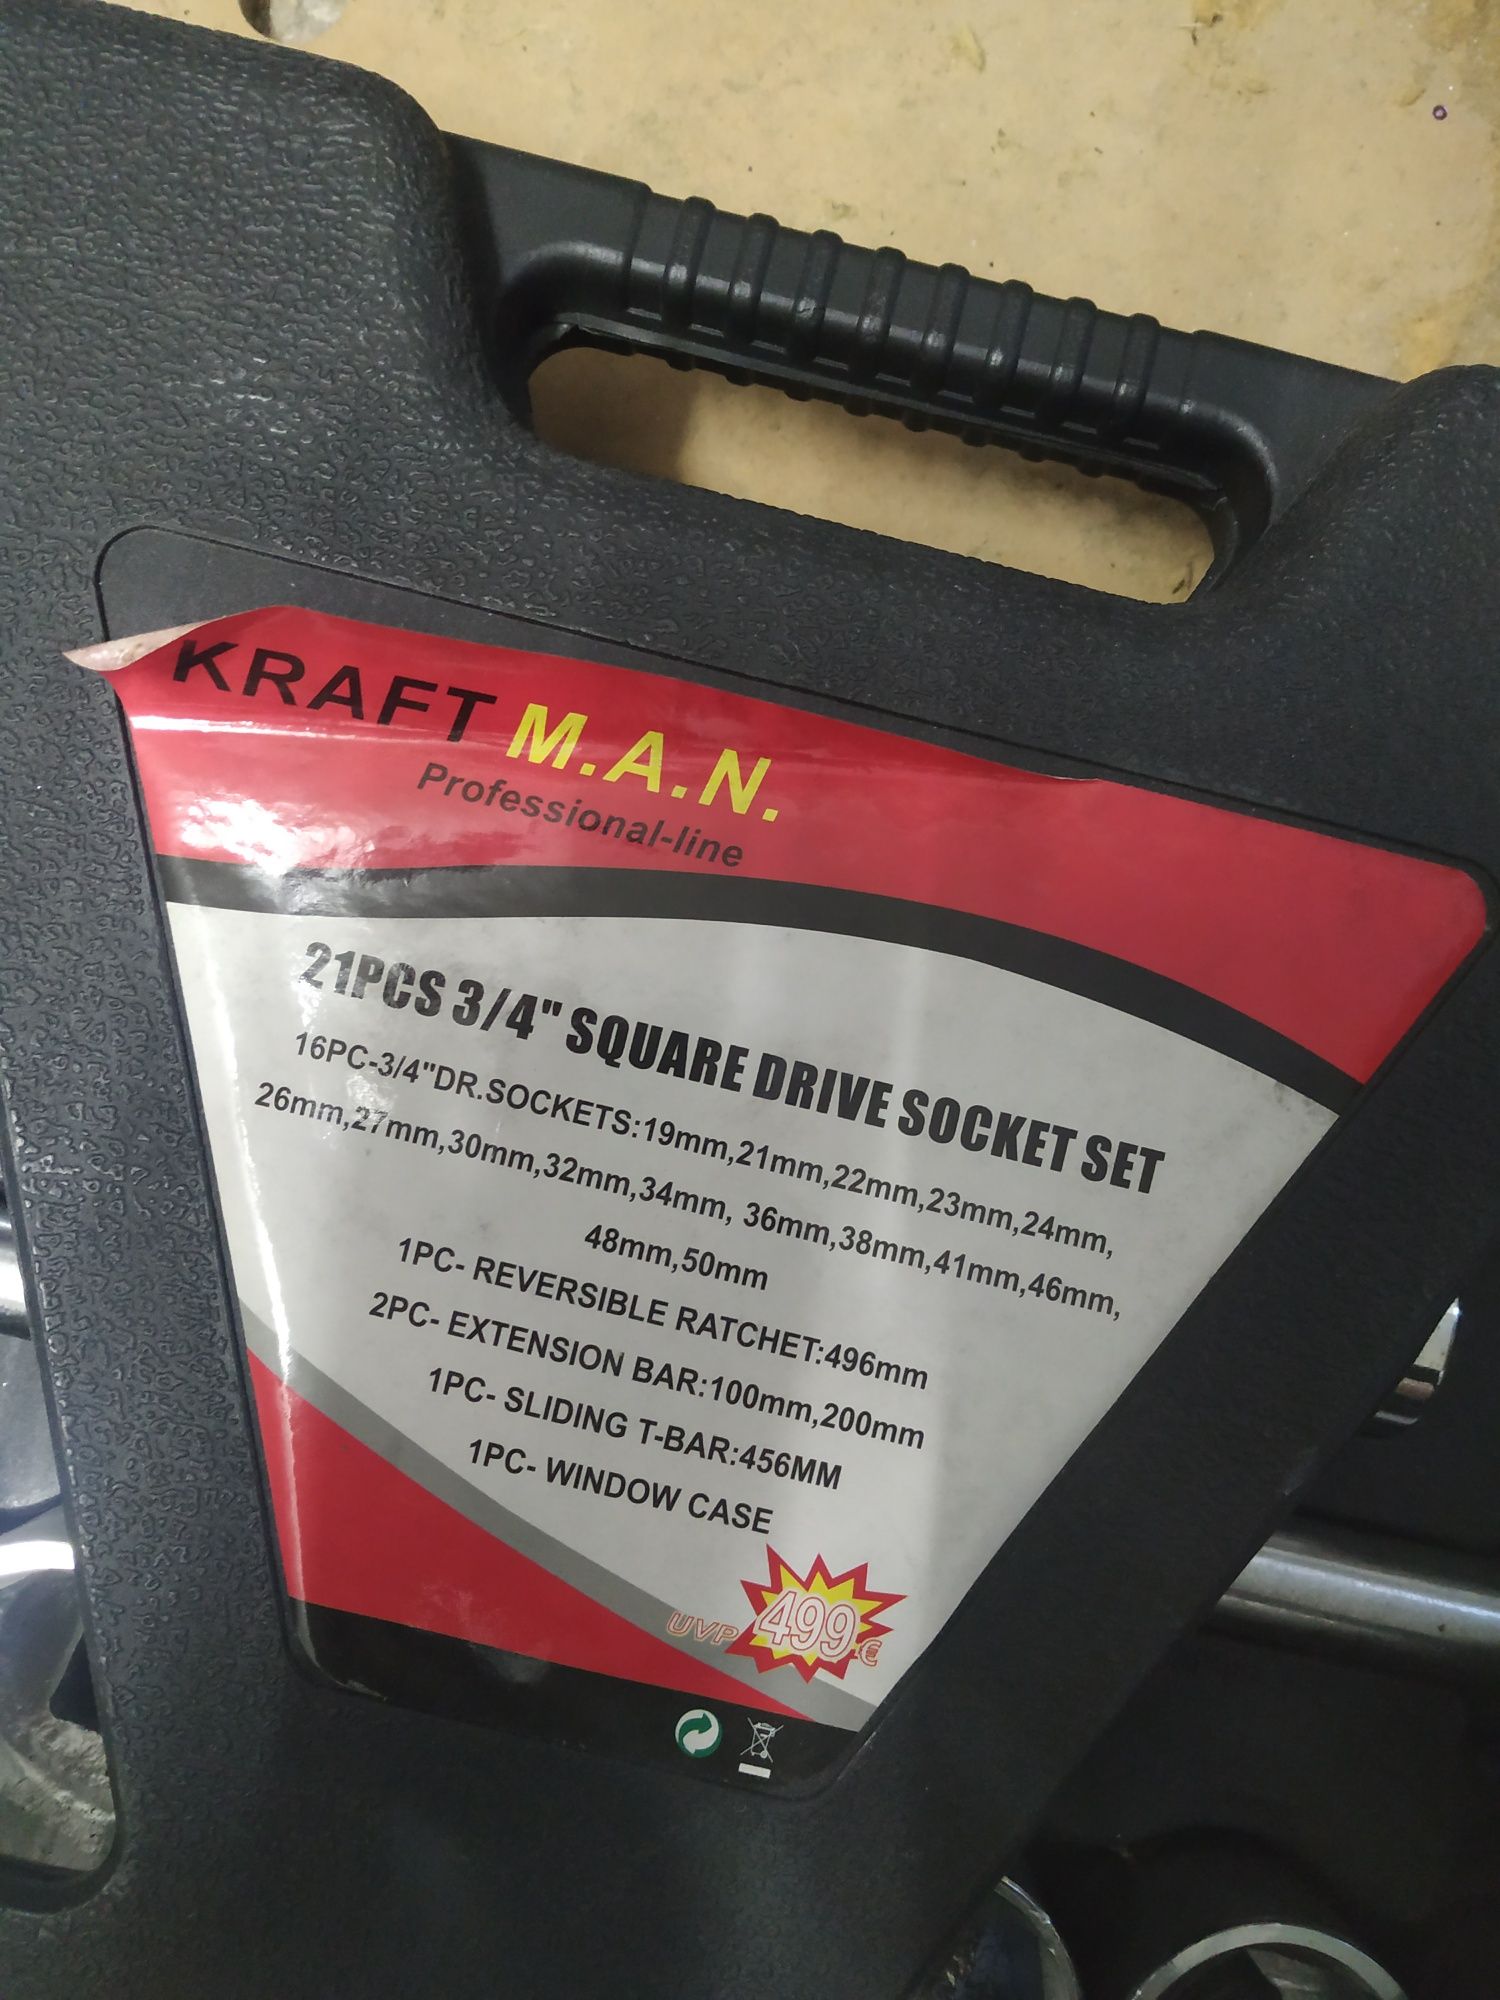 KRAFT M.A.N.
Professional-line
21PCS 3/4" SQUARE DRIVE SOCKET SET
16PC-3/4"DR.SOCKETS:19mm,21mm,22mm,23mm,24mm,
26mm,27mm,30mm,32mm,34mm, 36mm,38mm,41mm,46mm,
48mm,50mm
1PC- REVERSIBLE RATCHET:496mm
2PC- EXTENSION BAR:100mm,200mm
1PC- SLIDING T-BAR:456MM
1PC- WINDOW CASE
UVP 499€